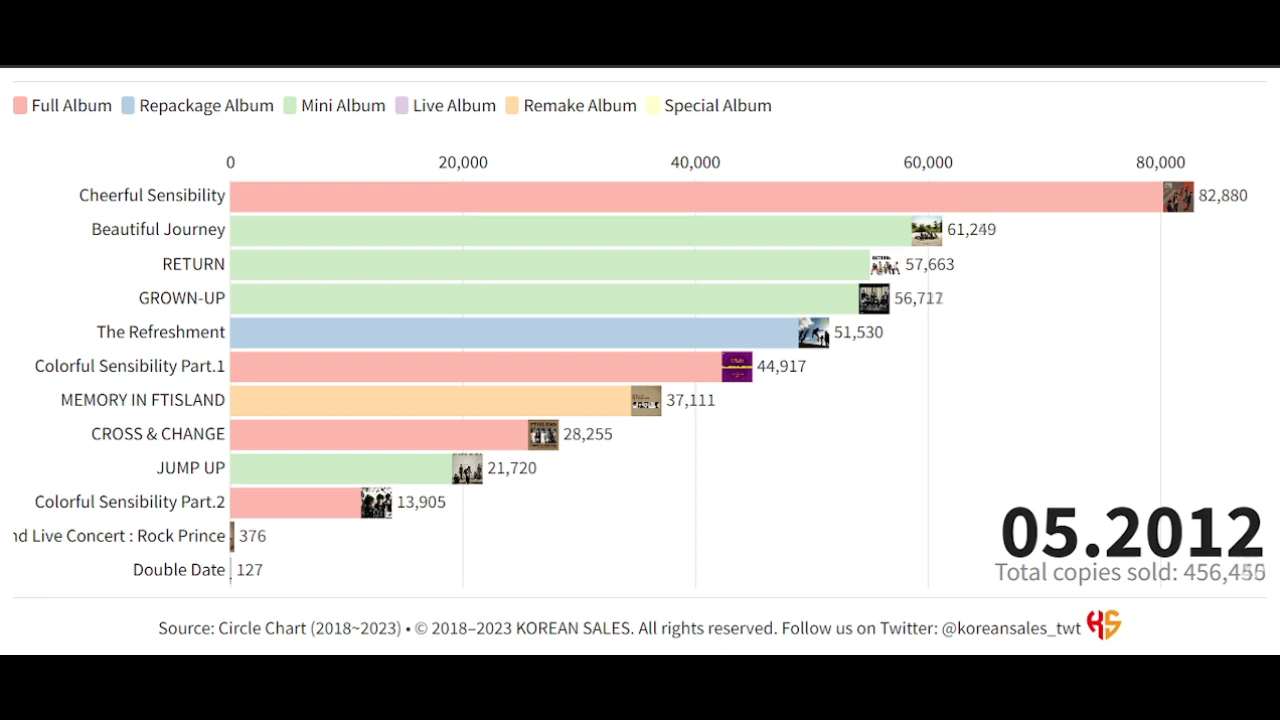 Full Album Repackage Album Mini Album Live Album Remake Album Special Album
0 20,000 40,000 60,000 80,000
Cheerful Sensibility 82,880
Beautiful Journey 61,249
RETURN 57,663
GROWN-UP 56,712
The Refreshment 51,530
Colorful Sensibility Part.1 44,917
MEMORY IN FTISLAND 37,111
CROSS & CHANGE 28,255
JUMP UP 21,720
Colorful Sensibility Part.2 13,905
nd Live Concert : Rock Prince 376
Double Date 127
05.2012
Total copies sold:
Source: Circle Chart (2018~2023) • © 2018–2023 KOREAN SALES. All rights reserved. Follow us on Twitter: @koreansales_twt KS